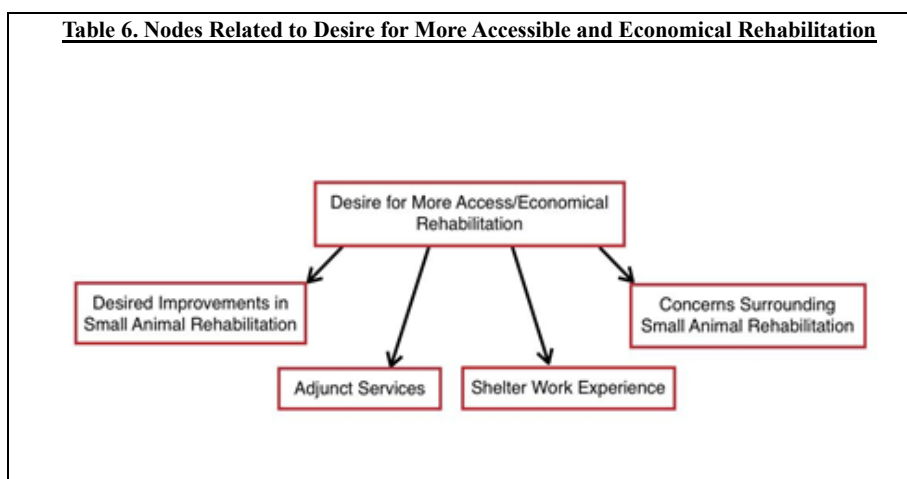 Table 6. Nodes Related to Desire for More Accessible and Economical Rehabilitation
Desire for More Access/Economical
Rehabilitation
Desired Improvements in
Small Animal Rehabilitation
Concerns Surrounding
Small Animal Rehabilitation
Adjunct Services
Shelter Work Experience